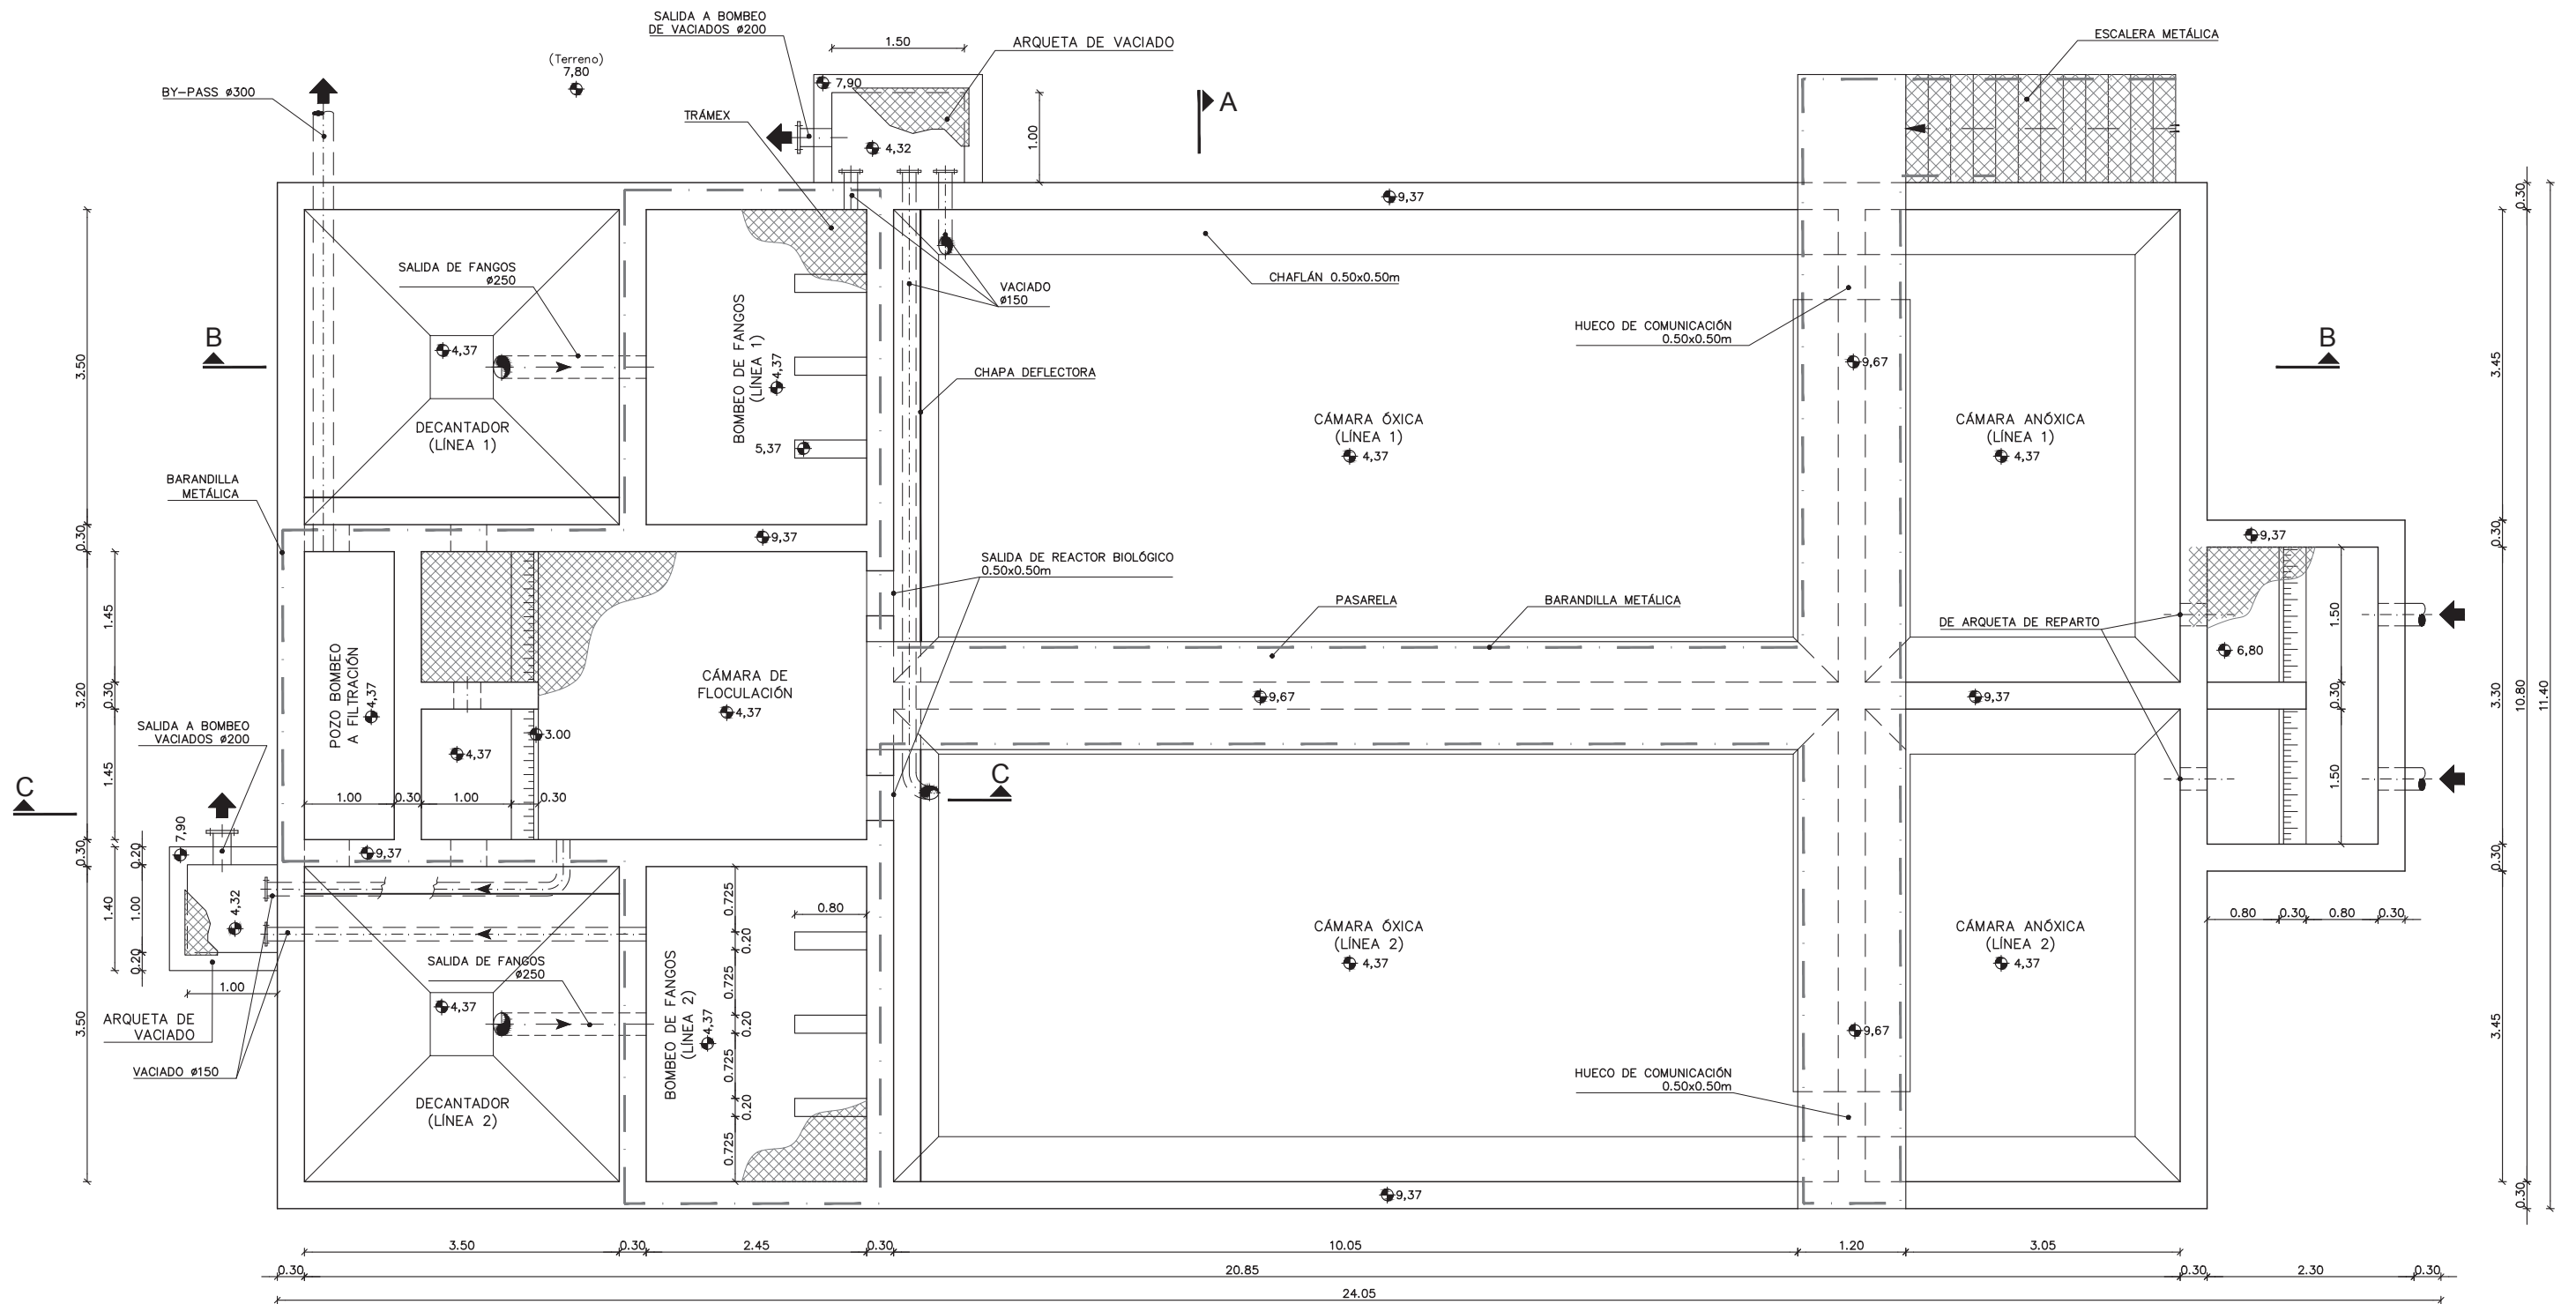 SALIDA A BOMBEO
DE VACIADOS ø200
1.50
ARQUETA DE VACIADO
ESCALERA METÁLICA
(Terreno)
7,80
BY-PASS ø300
7,90
A
TRÁMEX
4,32
1.00
9,37
0.30
SALIDA DE FANGOS
ø250
VACIADO
ø150
CHAFLÁN 0.50x0.50m
HUECO DE COMUNICACIÓN
0.50x0.50m
B
B
3.50
4,37
BOMBEO DE FANGOS
(LÍNEA 1)
4,37
CHAPA DEFLECTORA
9,67
3.45
DECANTADOR
(LÍNEA 1)
5,37
CÁMARA ÓXICA
(LÍNEA 1)
4,37
CÁMARA ANÓXICA
(LÍNEA 1)
4,37
BARANDILLA
METÁLICA
0.30
9,37
9,37
0.30
SALIDA DE REACTOR BIOLÓGICO
0.50x0.50m
1.45
PASARELA
BARANDILLA METÁLICA
DE ARQUETA DE REPARTO
1.50
6,80
POZO BOMBEO
A FILTRACIÓN
4,37
CÁMARA DE
FLOCULACIÓN
4,37
3.20
0.30
9,67
9,37
0.30
3.30
10.80
11.40
SALIDA A BOMBEO
VACIADOS ø200
3.00
4,37
1.45
1.50
C
C
1.00
0.30
1.00
0.30
7,90
0.20
0.30
9,37
0.30
4,32
1.40
1.00
0.20
0.725
0.80
0.20
0.80
0.30
0.80
0.30
CÁMARA ÓXICA
(LÍNEA 2)
4,37
CÁMARA ANÓXICA
(LÍNEA 2)
4,37
SALIDA DE FANGOS
ø250
1.00
0.725
4,37
BOMBEO DE FANGOS
(LÍNEA 2)
4,37
0.20
ARQUETA DE
VACIADO
3.50
9,67
3.45
VACIADO ø150
0.725
HUECO DE COMUNICACIÓN
0.50x0.50m
DECANTADOR
(LÍNEA 2)
0.20
0.725
9,37
0.30
3.50
0.30
2.45
0.30
10.05
1.20
3.05
0.30
20.85
0.30
2.30
0.30
24.05